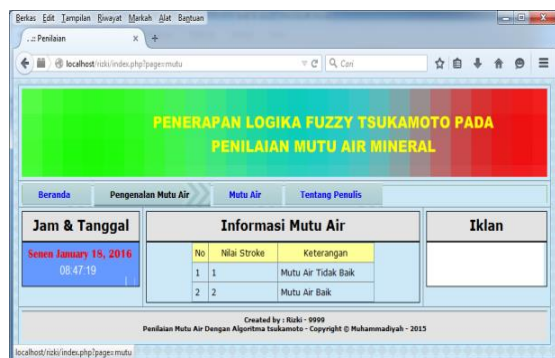 Berkas Edit Tampilan Riwayat Markah Alat Bantuan
..:: Penilaian × +
localhost/rizki/index.php?page=mutu Cari
PENERAPAN LOGIKA FUZZY TSUKAMOTO PADA
PENILAIAN MUTU AIR MINERAL
Beranda Pengenalan Mutu Air Mutu Air Tentang Penulis
Jam & Tanggal
Senen January 18, 2016
08:47:19
Informasi Mutu Air
No Nilai Stroke Keterangan
1 1 Mutu Air Tidak Baik
2 2 Mutu Air Baik
Iklan
Created by : Rizki - 9999
Penilaian Mutu Air Dengan Algoritma tsukamoto - Copyright © Muhammadiyah - 2015
localhost/rizki/index.php?page=mutu